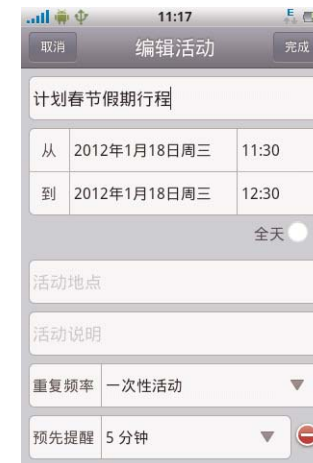 11:17
E
取消 编辑活动 完成
计划春节假期行程
从 2012年1月18日周三 11:30
到 2012年1月18日周三 12:30
全天
活动地点
活动说明
重复频率 一次性活动
预先提醒 5 分钟